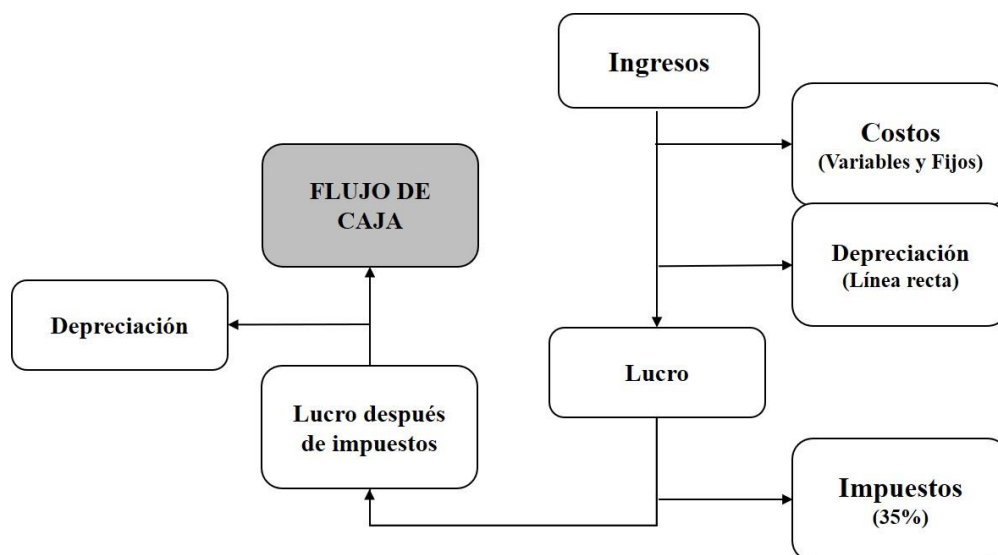 Ingresos
Costos
(Variables y Fijos)
FLUJO DE
CAJA
Depreciación
(Línea recta)
Depreciación
Lucro
Lucro después
de impuestos
Impuestos
(35%)